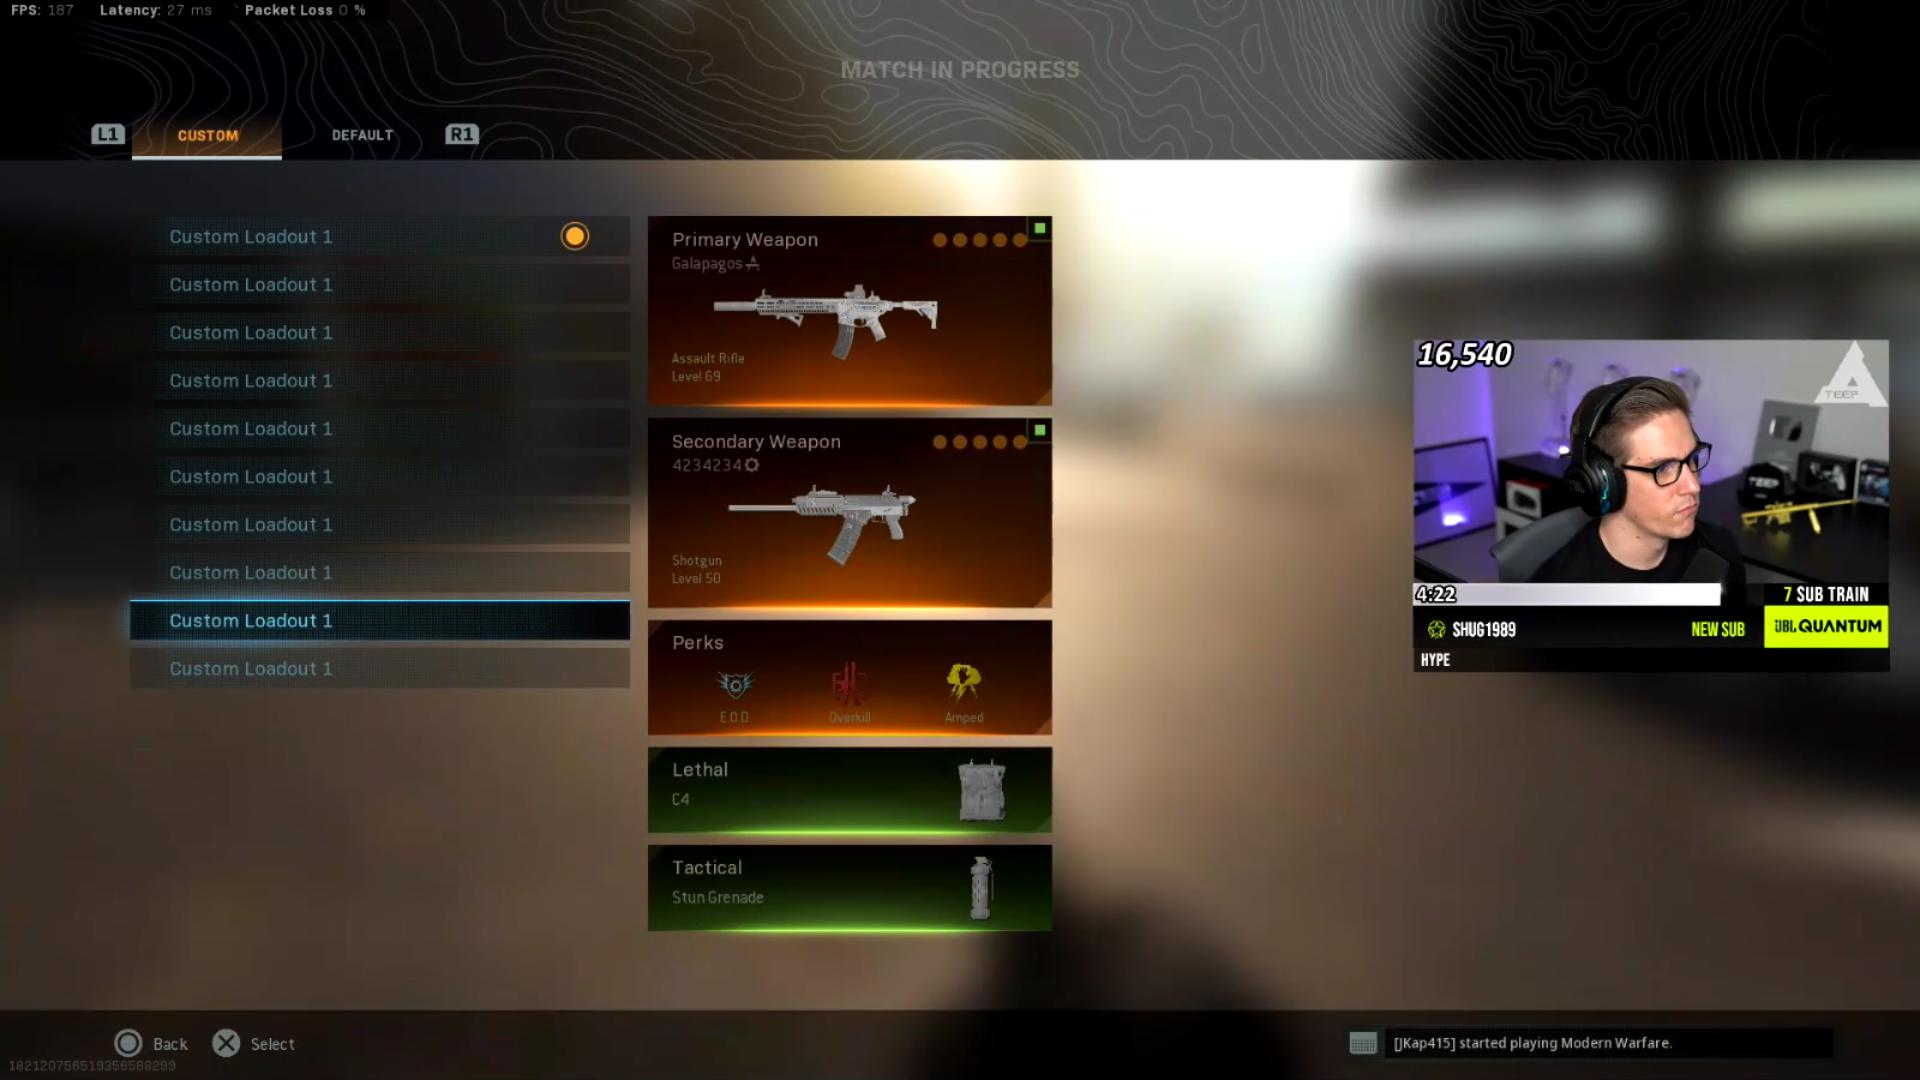 FPS: 187 Latency: 27 ms Packet Loss 0 %
MATCH IN PROGRESS
L1 CUSTOM DEFAULT R1
Custom Loadout 1
Custom Loadout 1
Custom Loadout 1
Custom Loadout 1
Custom Loadout 1
Custom Loadout 1
Custom Loadout 1
Custom Loadout 1
Custom Loadout 1
Custom Loadout 1
Primary Weapon
Galapagos
Assault Rifle
Level 69
Secondary Weapon
4234234
Shotgun
Level 50
Perks
E.O.D. Overkill Amped
Lethal
C4
Tactical
Stun Grenade
16,540
TEEP
TEEP
4:22
7 SUB TRAIN
SHUG1989 NEW SUB
JBL QUANTUM
HYPE
Back Select
[JKap415] started playing Modern Warfare.